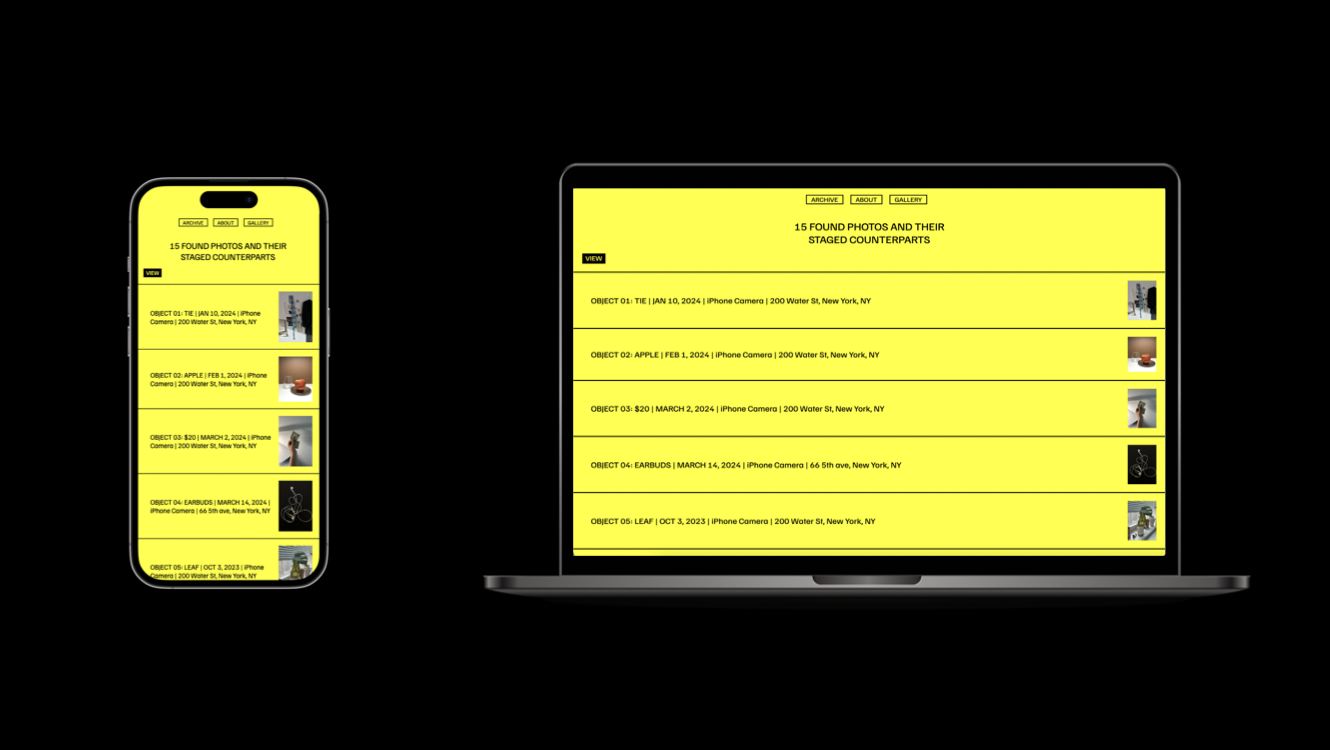 ARCHIVE ABOUT GALLERY
15 FOUND PHOTOS AND THEIR
STAGED COUNTERPARTS
VIEW
OBJECT 01: TIE | JAN 10, 2024 | iPhone
Camera | 200 Water St, New York, NY
OBJECT 02: APPLE | FEB 1, 2024 | iPhone
Camera | 200 Water St, New York, NY
OBJECT 03: $20 | MARCH 2, 2024 | iPhone
Camera | 200 Water St, New York, NY
OBJECT 04: EARBUDS | MARCH 14, 2024 |
iPhone Camera | 66 5th ave, New York, NY
OBJECT 05: LEAF | OCT 3, 2023 | iPhone
Camera | 200 Water St, New York, NY
ARCHIVE ABOUT GALLERY
15 FOUND PHOTOS AND THEIR
STAGED COUNTERPARTS
VIEW
OBJECT 01: TIE | JAN 10, 2024 | iPhone Camera | 200 Water St, New York, NY
OBJECT 02: APPLE | FEB 1, 2024 | iPhone Camera | 200 Water St, New York, NY
OBJECT 03: $20 | MARCH 2, 2024 | iPhone Camera | 200 Water St, New York, NY
OBJECT 04: EARBUDS | MARCH 14, 2024 | iPhone Camera | 66 5th ave, New York, NY
OBJECT 05: LEAF | OCT 3, 2023 | iPhone Camera | 200 Water St, New York, NY